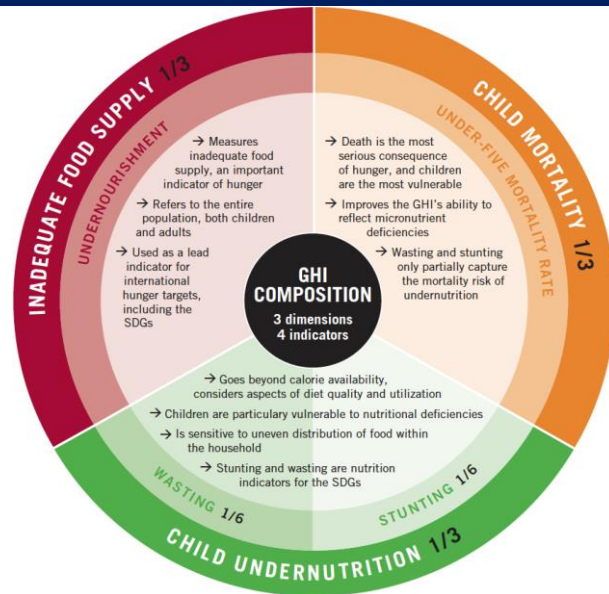 INADEQUATE FOOD SUPPLY 1/3
UNDERNOURISHMENT
→ Measures
inadequate food
supply, an important
indicator of hunger
→ Refers to the entire
population, both children
and adults
→ Used as a lead
indicator for
international
hunger targets,
including the
SDGs
CHILD MORTALITY 1/3
UNDER-FIVE MORTALITY RATE
→ Death is the most
serious consequence
of hunger, and children
are the most vulnerable
→ Improves the GHI's ability to
reflect micronutrient
deficiencies
→ Wasting and stunting
only partially capture
the mortality risk of
undernutrition
GHI
COMPOSITION
3 dimensions
4 indicators
→ Goes beyond calorie availability,
considers aspects of diet quality and utilization
→ Children are particulary vulnerable to nutritional deficiencies
→ Is sensitive to uneven distribution of food within
the household
→ Stunting and wasting are nutrition
indicators for the SDGs
WASTING 1/6
STUNTING 1/6
CHILD UNDERNUTRITION 1/3